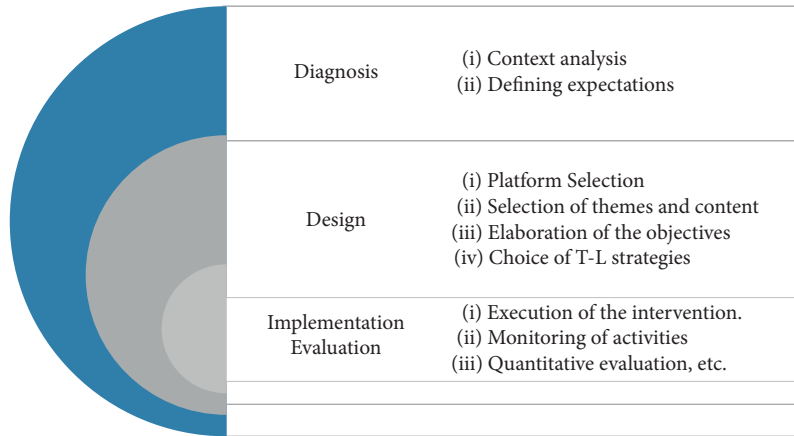 Diagnosis
(i) Context analysis
(ii) Defining expectations
Design
(i) Platform Selection
(ii) Selection of themes and content
(iii) Elaboration of the objectives
(iv) Choice of T-L strategies
Implementation
Evaluation
(i) Execution of the intervention.
(ii) Monitoring of activities
(iii) Quantitative evaluation, etc.